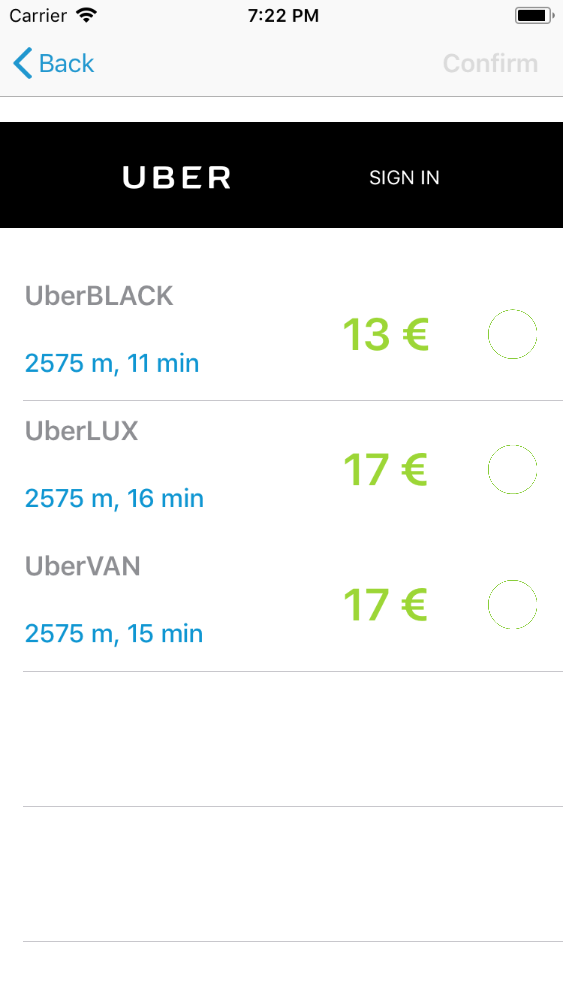 Carrier 7:22 PM
Back Confirm
UBER SIGN IN
UberBLACK
13 €
2575 m, 11 min
UberLUX
17 €
2575 m, 16 min
UberVAN
17 €
2575 m, 15 min